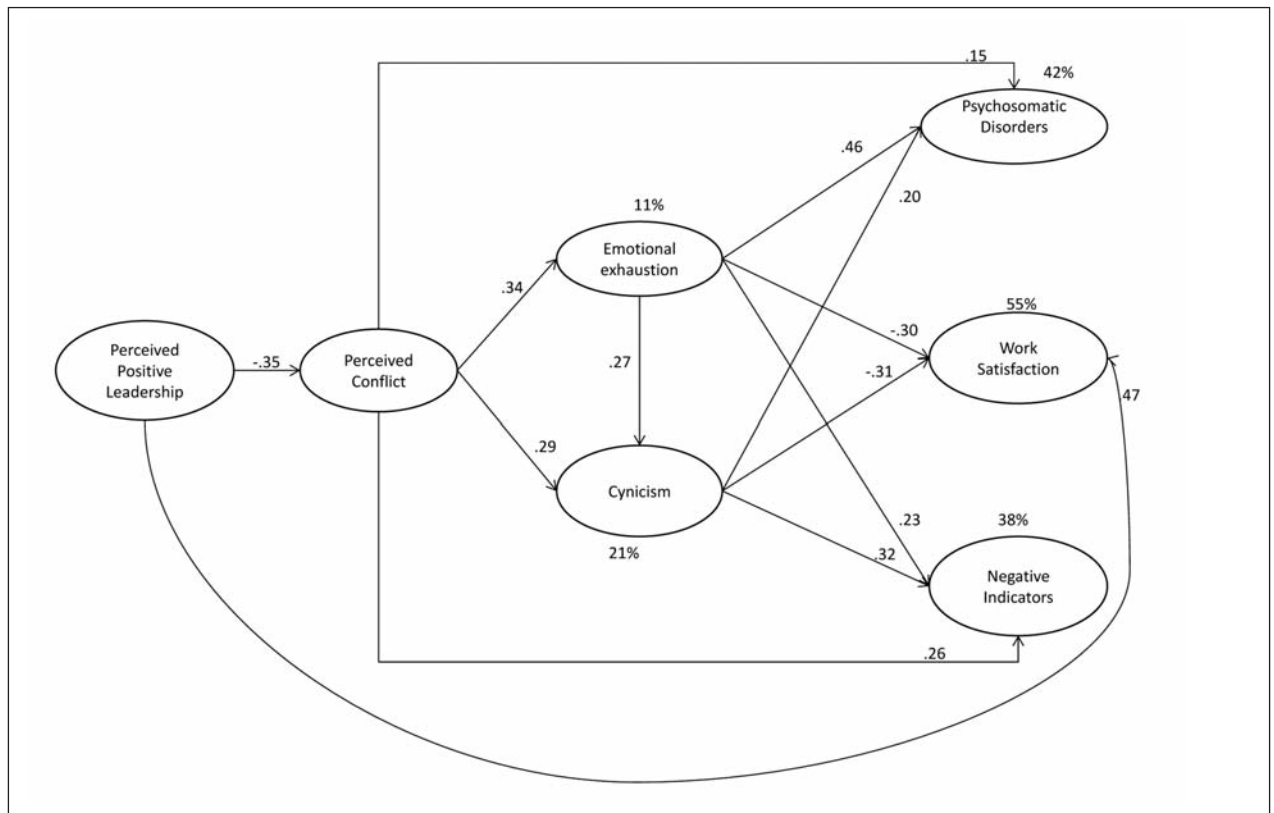 .15
42%
Psychosomatic
Disorders
.46
.20
11%
Emotional
exhaustion
.34
55%
-.30
Work
Satisfaction
Perceived
Positive
Leadership
-.35
Perceived
Conflict
.27
-.31
.47
.29
Cynicism
21%
.23
38%
.32
Negative
Indicators
.26